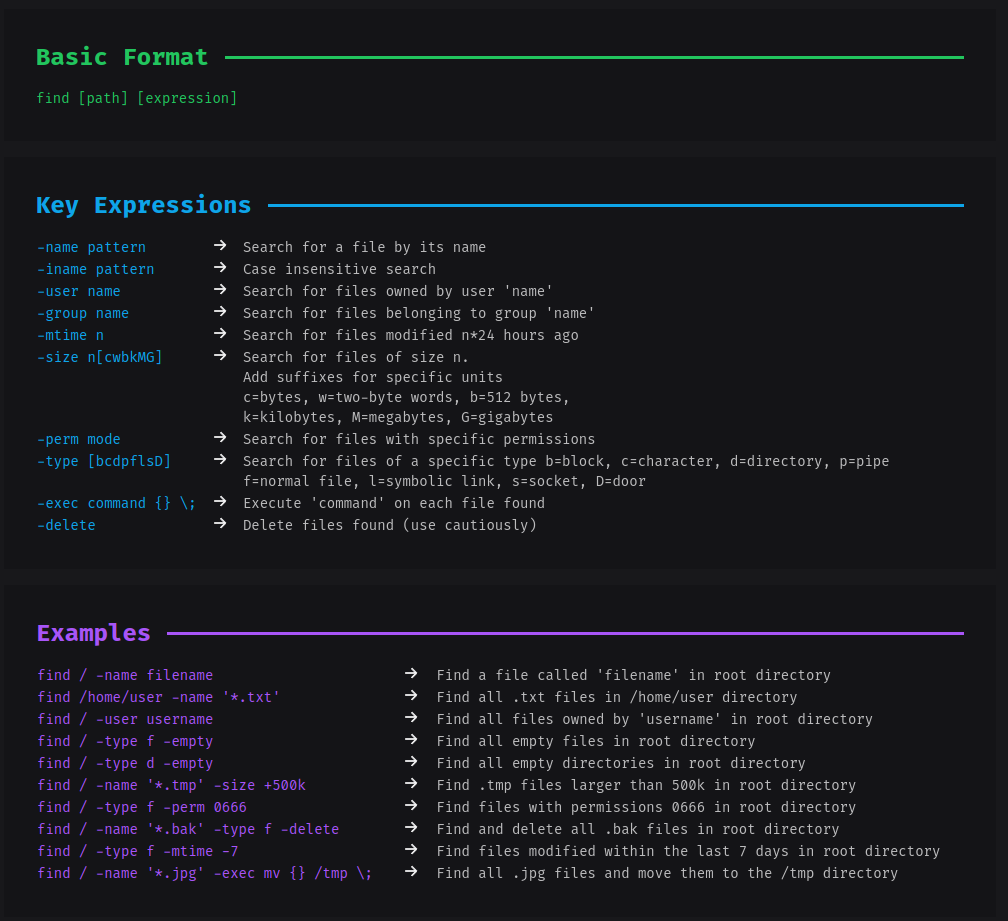 Basic Format
find [path] [expression]
Key Expressions
-name pattern → Search for a file by its name
-iname pattern → Case insensitive search
-user name → Search for files owned by user 'name'
-group name → Search for files belonging to group 'name'
-mtime n → Search for files modified n*24 hours ago
-size n[cwbkMG] → Search for files of size n.
Add suffixes for specific units
c=bytes, w=two-byte words, b=512 bytes,
k=kilobytes, M=megabytes, G=gigabytes
-perm mode → Search for files with specific permissions
-type [bcdpflsD] → Search for files of a specific type b=block, c=character, d=directory, p=pipe
f=normal file, l=symbolic link, s=socket, D=door
-exec command {} \; → Execute 'command' on each file found
-delete → Delete files found (use cautiously)
Examples
find / -name filename → Find a file called 'filename' in root directory
find /home/user -name '*.txt' → Find all .txt files in /home/user directory
find / -user username → Find all files owned by 'username' in root directory
find / -type f -empty → Find all empty files in root directory
find / -type d -empty → Find all empty directories in root directory
find / -name '*.tmp' -size +500k → Find .tmp files larger than 500k in root directory
find / -type f -perm 0666 → Find files with permissions 0666 in root directory
find / -name '*.bak' -type f -delete → Find and delete all .bak files in root directory
find / -type f -mtime -7 → Find files modified within the last 7 days in root directory
find / -name '*.jpg' -exec mv {} /tmp \; → Find all .jpg files and move them to the /tmp directory